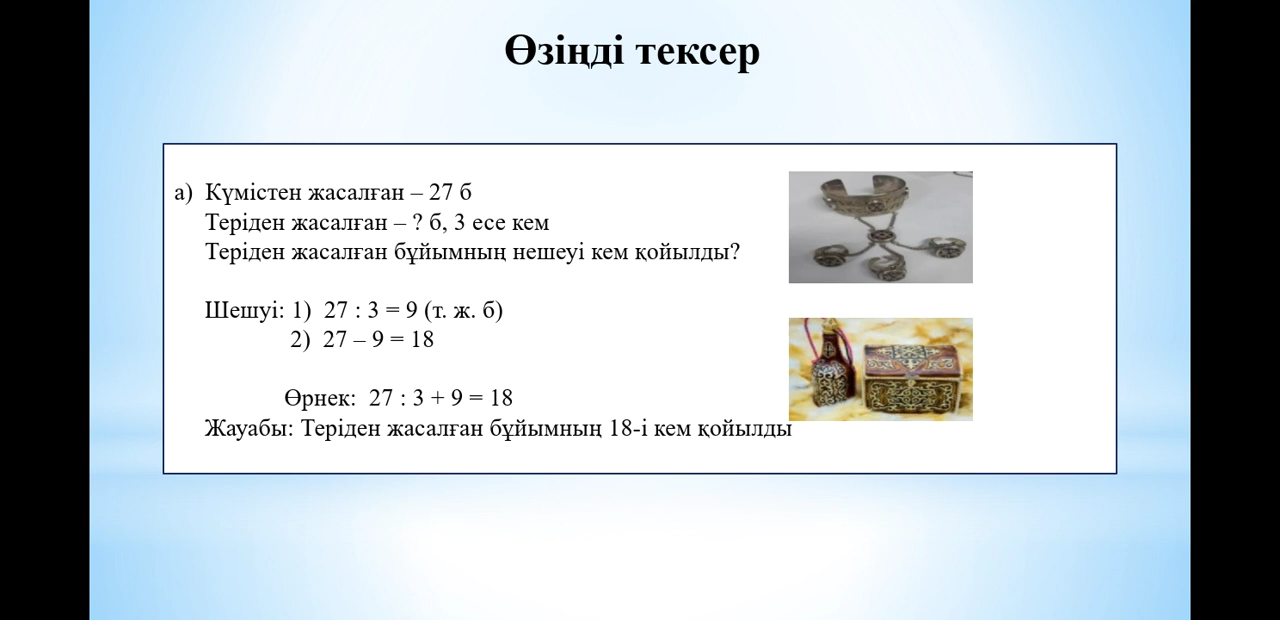 Өзіңді тексер
а) Күмістен жасалған – 27 б
Теріден жасалған – ? б, 3 есе кем
Теріден жасалған бұйымның нешеуі кем қойылды?
Шешуі: 1) 27 : 3 = 9 (т. ж. б)
2) 27 – 9 = 18
Өрнек: 27 : 3 + 9 = 18
Жауабы: Теріден жасалған бұйымның 18-і кем қойылды